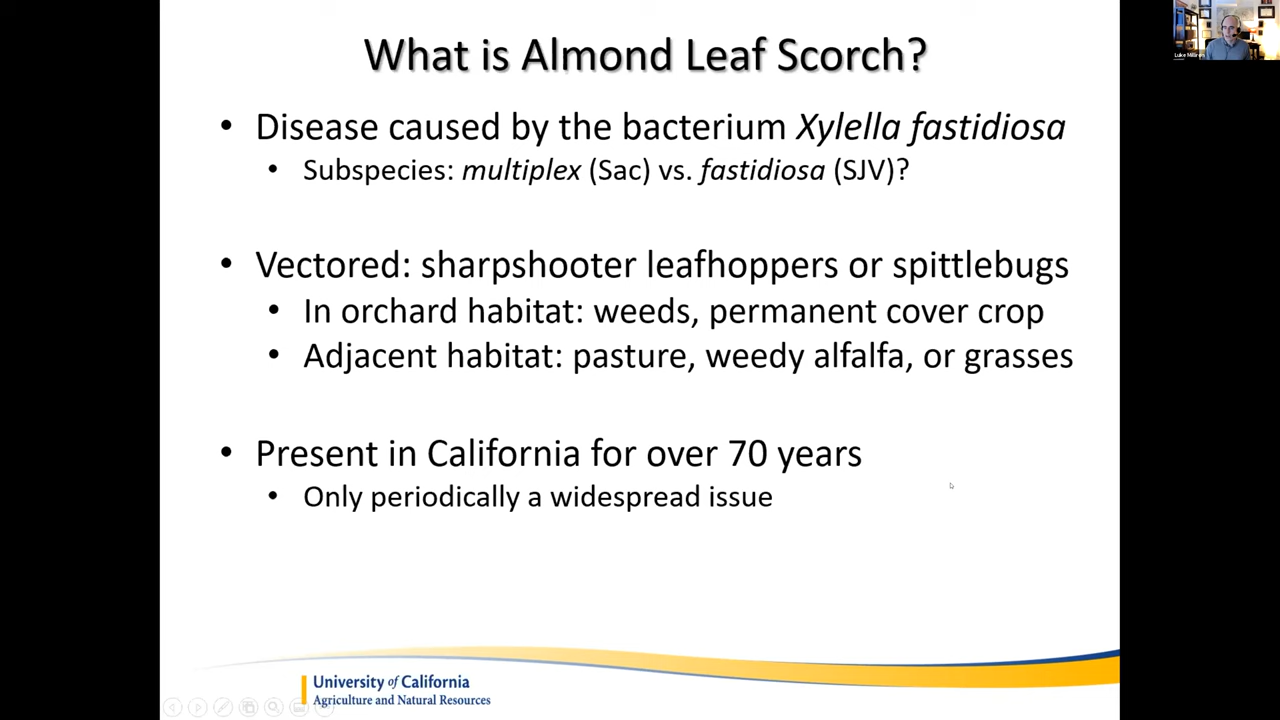 What is Almond Leaf Scorch?
• Disease caused by the bacterium Xylella fastidiosa
• Subspecies: multiplex (Sac) vs. fastidiosa (SJV)?
• Vectored: sharpshooter leafhoppers or spittlebugs
• In orchard habitat: weeds, permanent cover crop
• Adjacent habitat: pasture, weedy alfalfa, or grasses
• Present in California for over 70 years
• Only periodically a widespread issue
University of California
Agriculture and Natural Resources
Luke